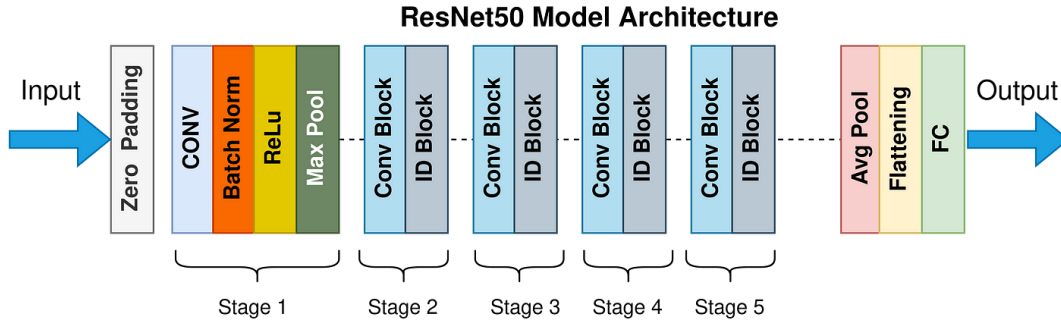 ResNet50 Model Architecture
Input
Zero Padding
CONV
Batch Norm
ReLu
Max Pool
Conv Block
ID Block
Conv Block
ID Block
Conv Block
ID Block
Conv Block
ID Block
Avg Pool
Flattening
FC
Output
Stage 1
Stage 2
Stage 3
Stage 4
Stage 5